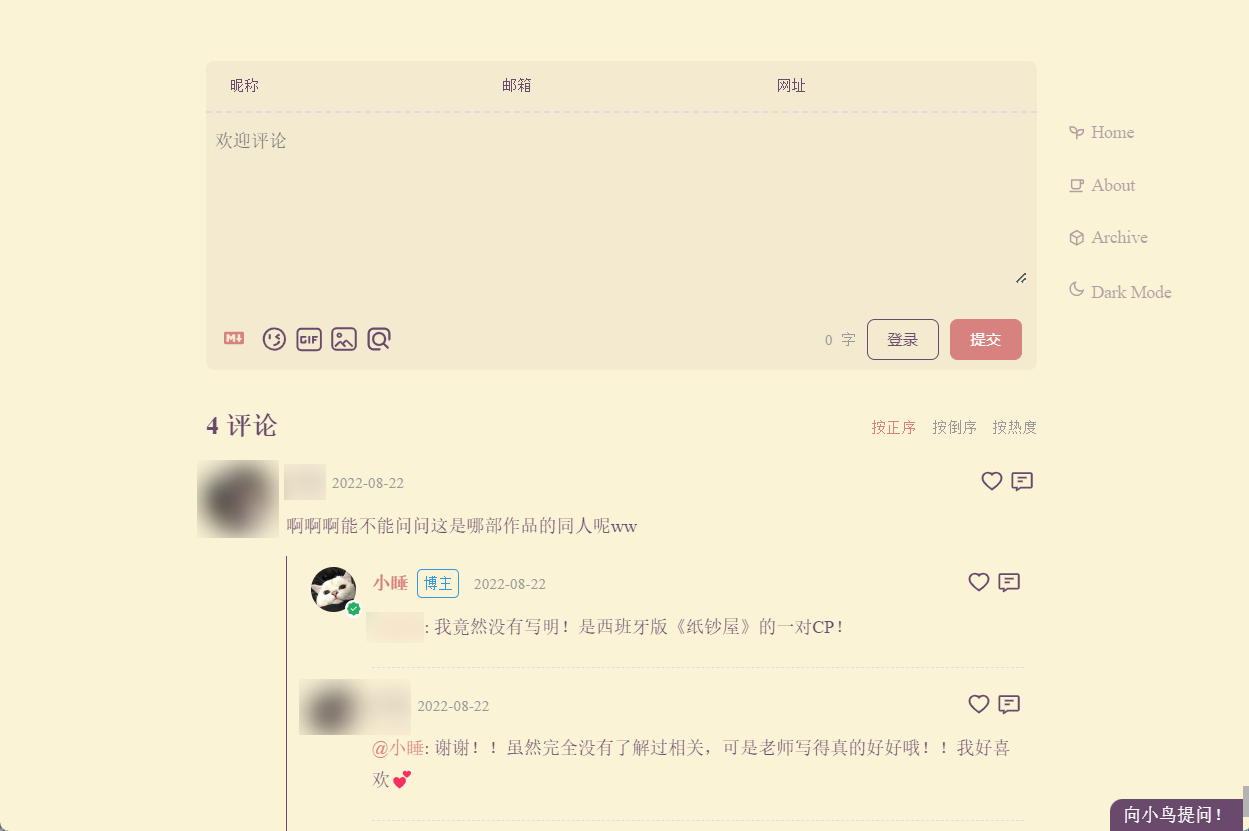 昵称 邮箱 网址
欢迎评论
Home
About
Archive
Dark Mode
M↓ GIF 0 字 登录 提交
4 评论 按正序 按倒序 按热度
2022-08-22
啊啊啊能不能问问这是哪部作品的同人呢ww
小睡 博主 2022-08-22
: 我竟然没有写明！是西班牙版《纸钞屋》的一对CP！
2022-08-22
@小睡: 谢谢！！虽然完全没有了解过相关，可是老师写得真的好好哦！！我好喜
欢💕
向小鸟提问！